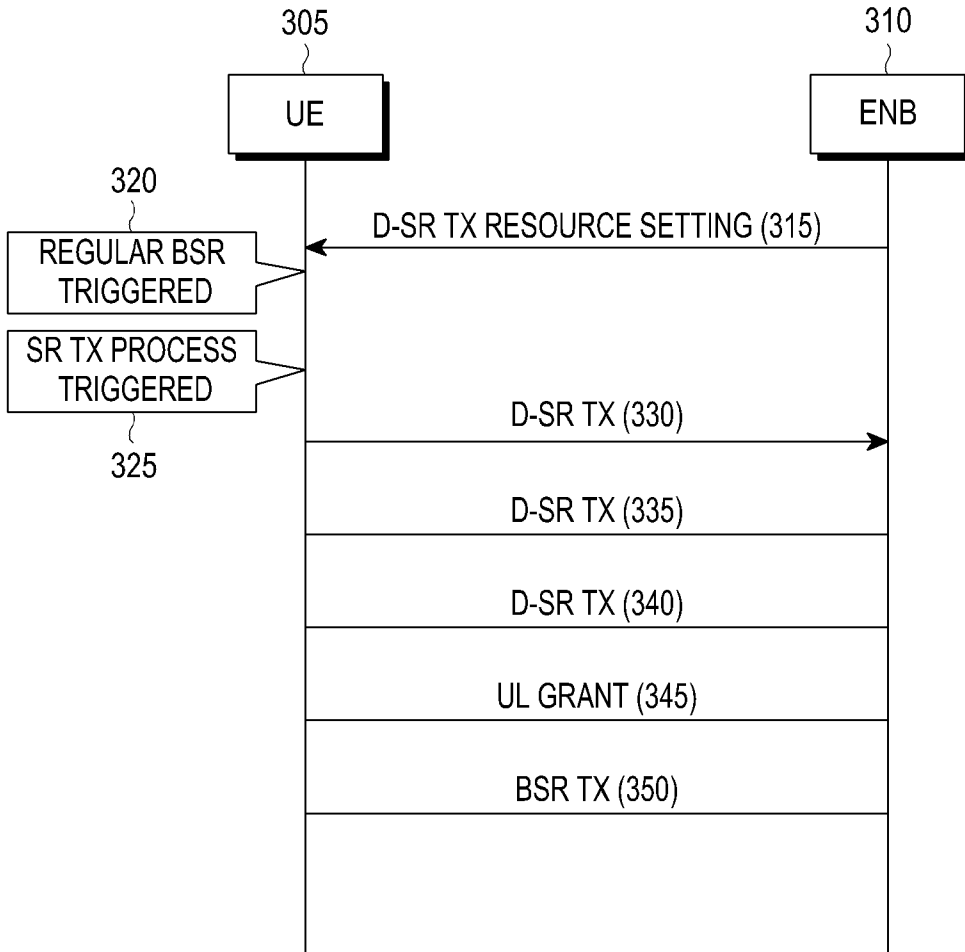 305
310
UE
ENB
320
D-SR TX RESOURCE SETTING (315)
REGULAR BSR
TRIGGERED
SR TX PROCESS
TRIGGERED
325
D-SR TX (330)
D-SR TX (335)
D-SR TX (340)
UL GRANT (345)
BSR TX (350)